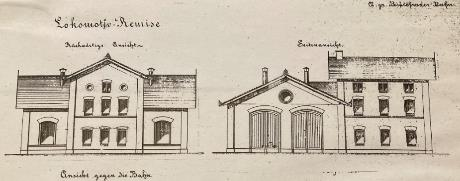 Lokomotiv-Remise
Rückwärtige Ansicht.
Seitenansicht.
Ansicht gegen die Bahn.